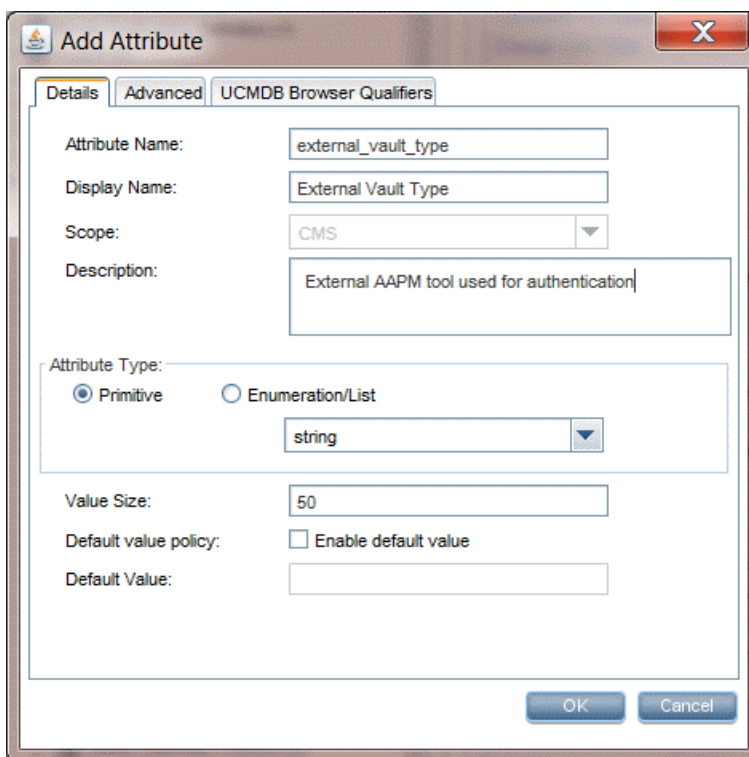 Add Attribute
X
Details Advanced UCMDB Browser Qualifiers
Attribute Name: external_vault_type
Display Name: External Vault Type
Scope: CMS
Description: External AAPM tool used for authentication
Attribute Type:
Primitive Enumeration/List
string
Value Size: 50
Default value policy: Enable default value
Default Value:
OK Cancel